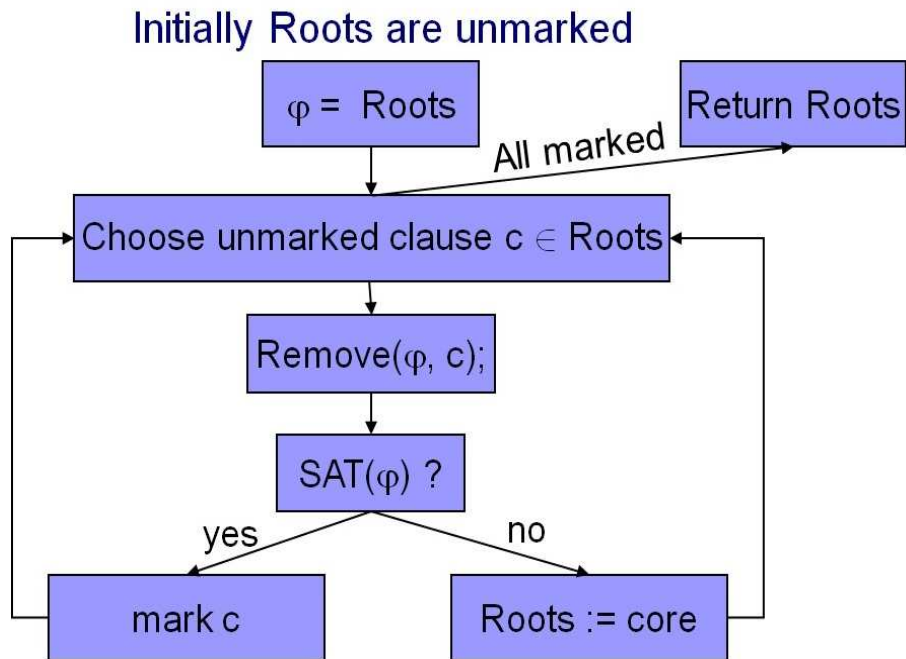 Initially Roots are unmarked
φ = Roots
Return Roots
All marked
Choose unmarked clause c ∈ Roots
Remove(φ, c);
SAT(φ) ?
yes
no
mark c
Roots := core